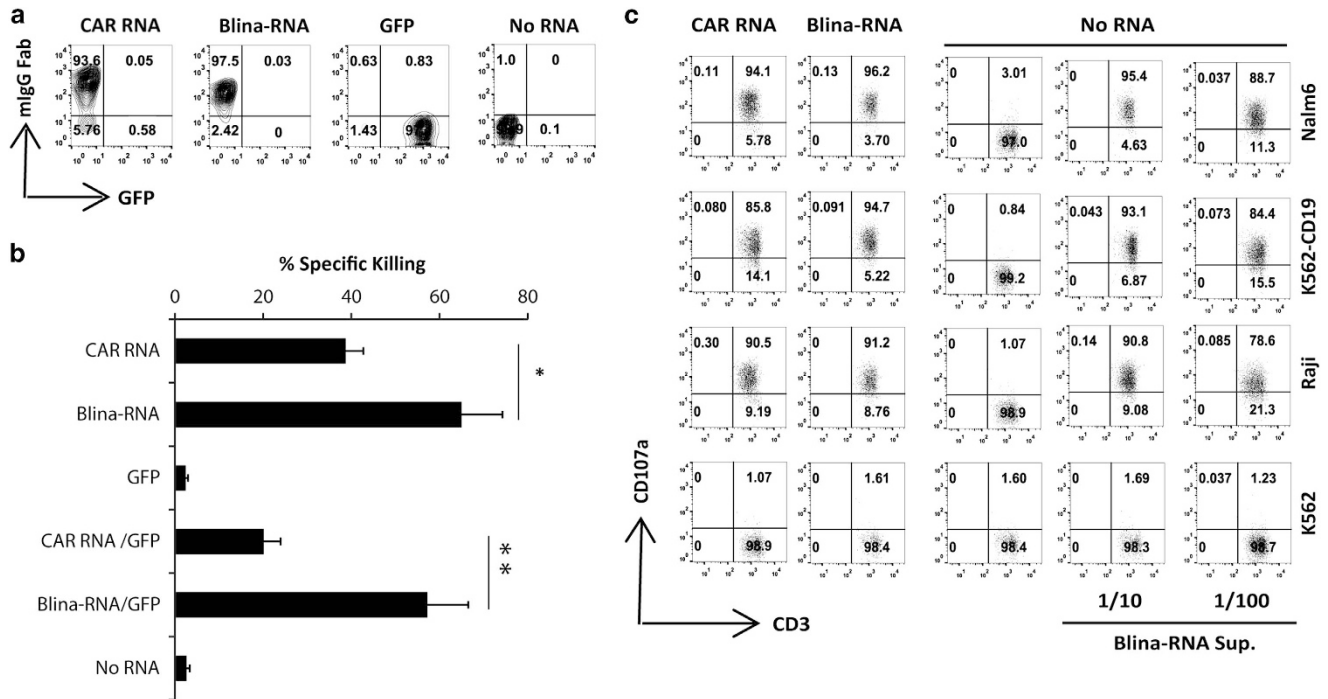 a
CAR RNA Blina-RNA GFP No RNA
mIgG Fab
93.6 0.05 97.5 0.03 0.63 0.83 1.0 0
5.76 0.58 2.42 0 1.43 0.1
GFP
b
% Specific Killing
0 20 40 60 80
CAR RNA
Blina-RNA
*
GFP
CAR RNA /GFP
Blina-RNA/GFP
**
No RNA
c
CAR RNA Blina-RNA No RNA
0.11 94.1 0.13 96.2 0 3.01 0 95.4 0.037 88.7
0 5.78 0 3.70 0 97.0 0 4.63 0 11.3
Nalm6
0.080 85.8 0.091 94.7 0 0.84 0.043 93.1 0.073 84.4
0 14.1 0 5.22 0 99.2 0 6.87 0 15.5
K562-CD19
0.30 90.5 0.13 91.2 0 1.07 0.14 90.8 0.085 78.6
0 9.19 0 8.76 0 98.9 0 9.08 0 21.3
Raji
0 1.07 0 1.61 0 1.60 0 1.69 0.037 1.23
0 98.9 0 98.4 0 98.4 0 98.3 0 98.7
K562
CD107a
CD3
1/10 1/100
Blina-RNA Sup.